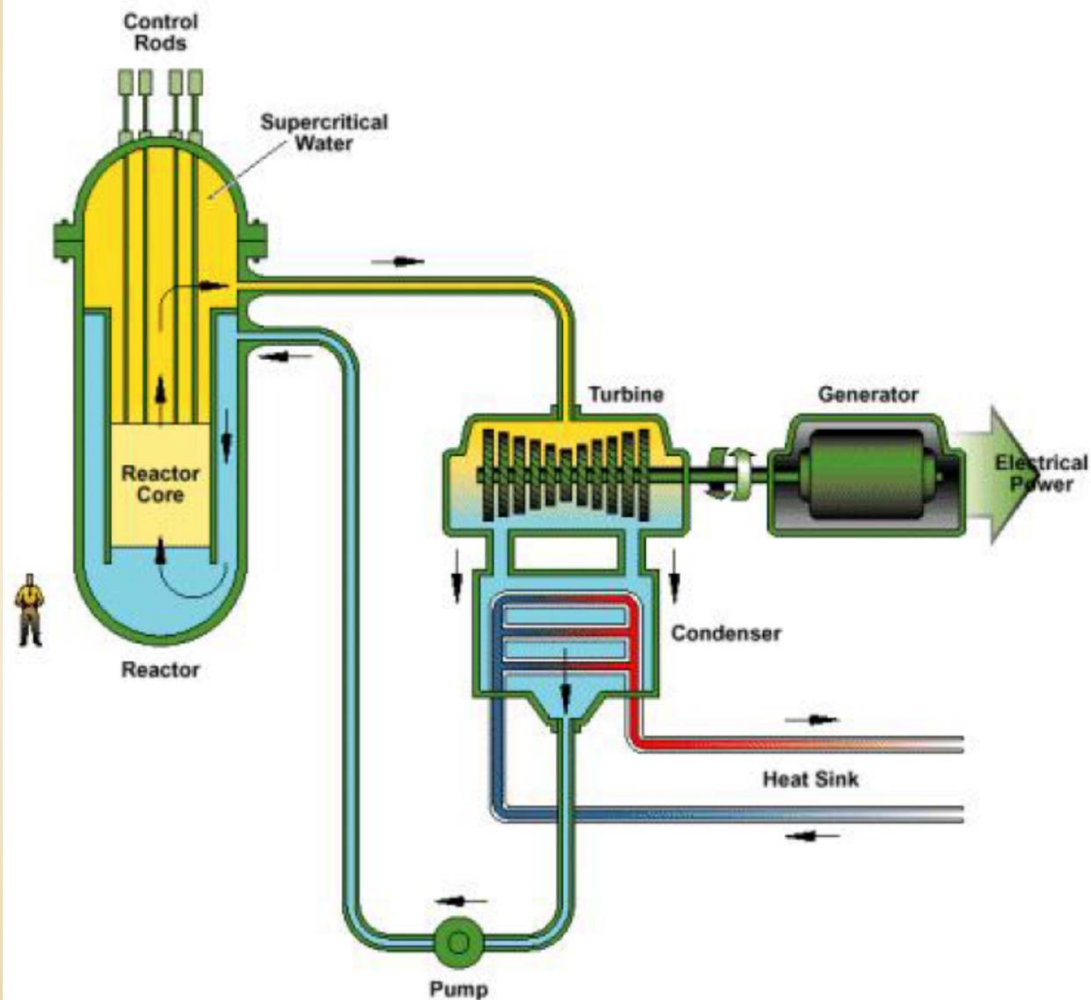 Control
Rods
Supercritical
Water
Turbine
Generator
Electrical
Power
Reactor
Core
Condenser
Reactor
Heat Sink
Pump